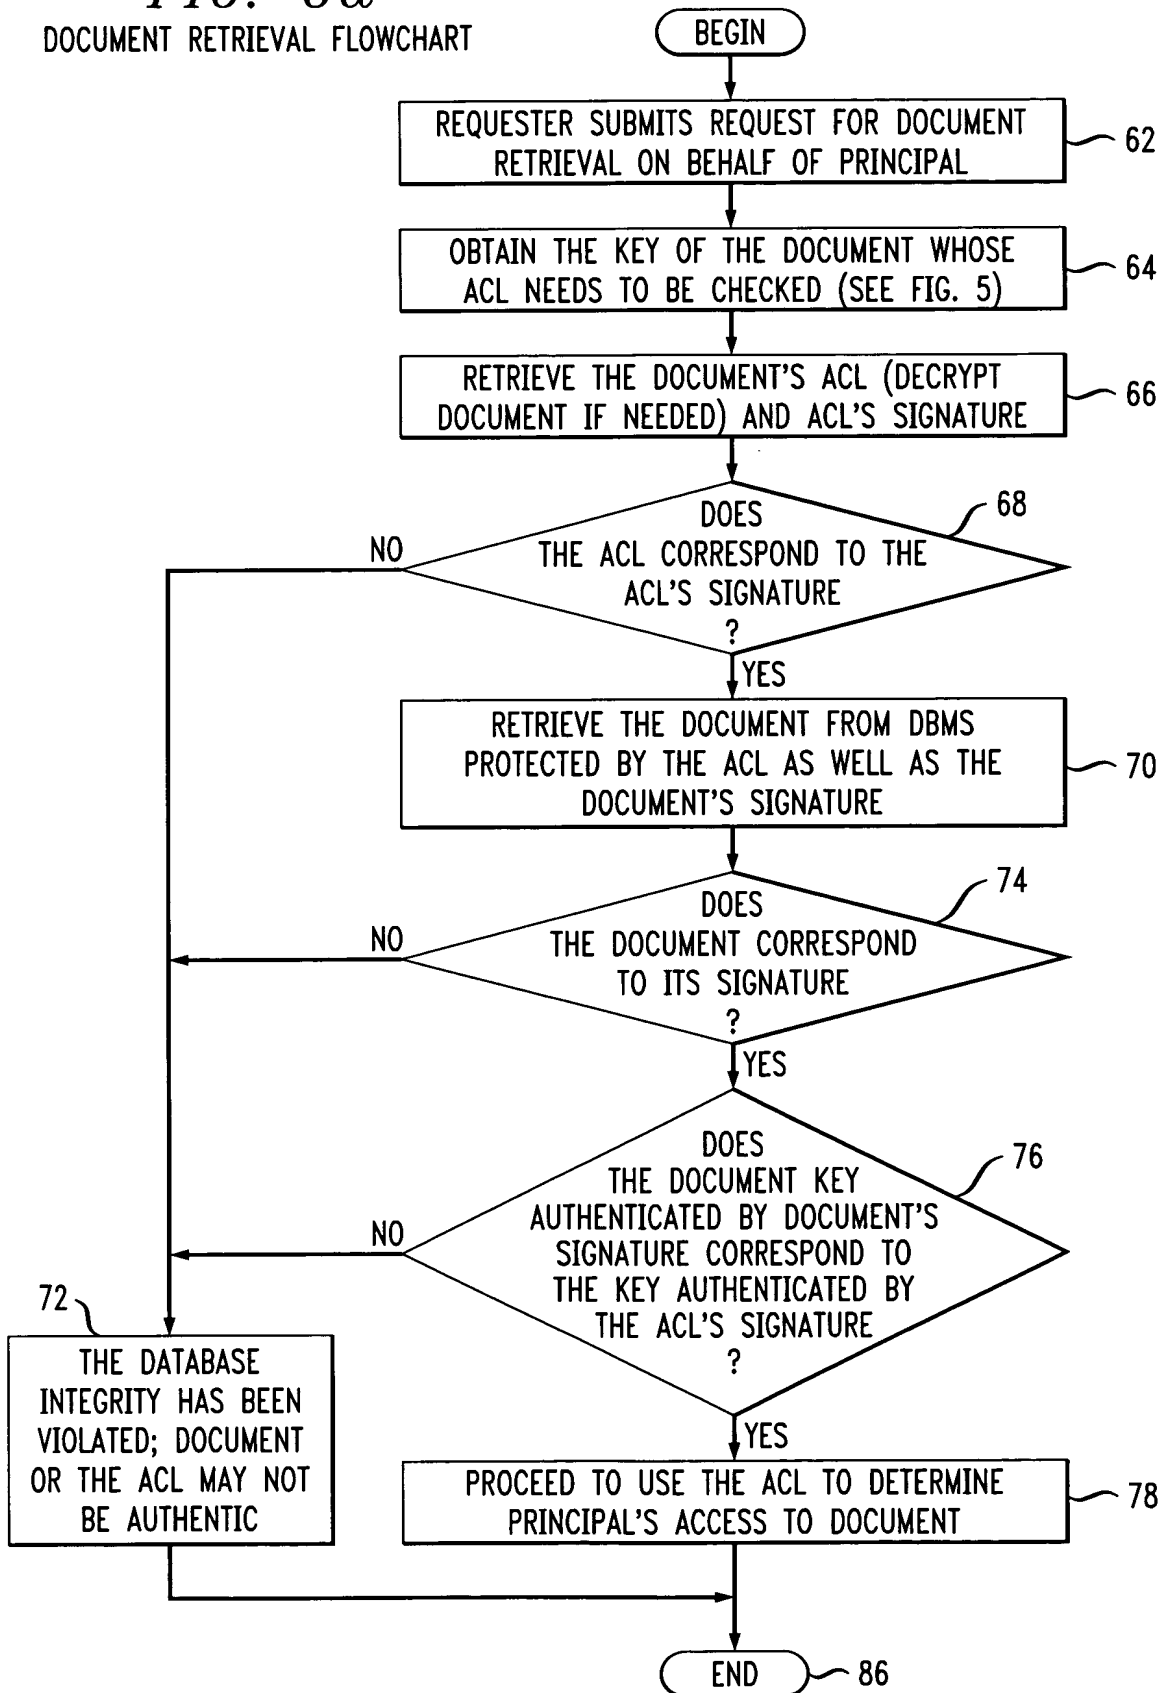 DOCUMENT RETRIEVAL FLOWCHART
BEGIN
REQUESTER SUBMITS REQUEST FOR DOCUMENT
RETRIEVAL ON BEHALF OF PRINCIPAL
62
OBTAIN THE KEY OF THE DOCUMENT WHOSE
ACL NEEDS TO BE CHECKED (SEE FIG. 5)
64
RETRIEVE THE DOCUMENT'S ACL (DECRYPT
DOCUMENT IF NEEDED) AND ACL'S SIGNATURE
66
DOES
THE ACL CORRESPOND TO THE
ACL'S SIGNATURE
?
68
NO
YES
RETRIEVE THE DOCUMENT FROM DBMS
PROTECTED BY THE ACL AS WELL AS THE
DOCUMENT'S SIGNATURE
70
DOES
THE DOCUMENT CORRESPOND
TO ITS SIGNATURE
?
74
NO
YES
DOES
THE DOCUMENT KEY
AUTHENTICATED BY DOCUMENT'S
SIGNATURE CORRESPOND TO
THE KEY AUTHENTICATED BY
THE ACL'S SIGNATURE
?
76
NO
72
THE DATABASE
INTEGRITY HAS BEEN
VIOLATED; DOCUMENT
OR THE ACL MAY NOT
BE AUTHENTIC
YES
PROCEED TO USE THE ACL TO DETERMINE
PRINCIPAL'S ACCESS TO DOCUMENT
78
END
86